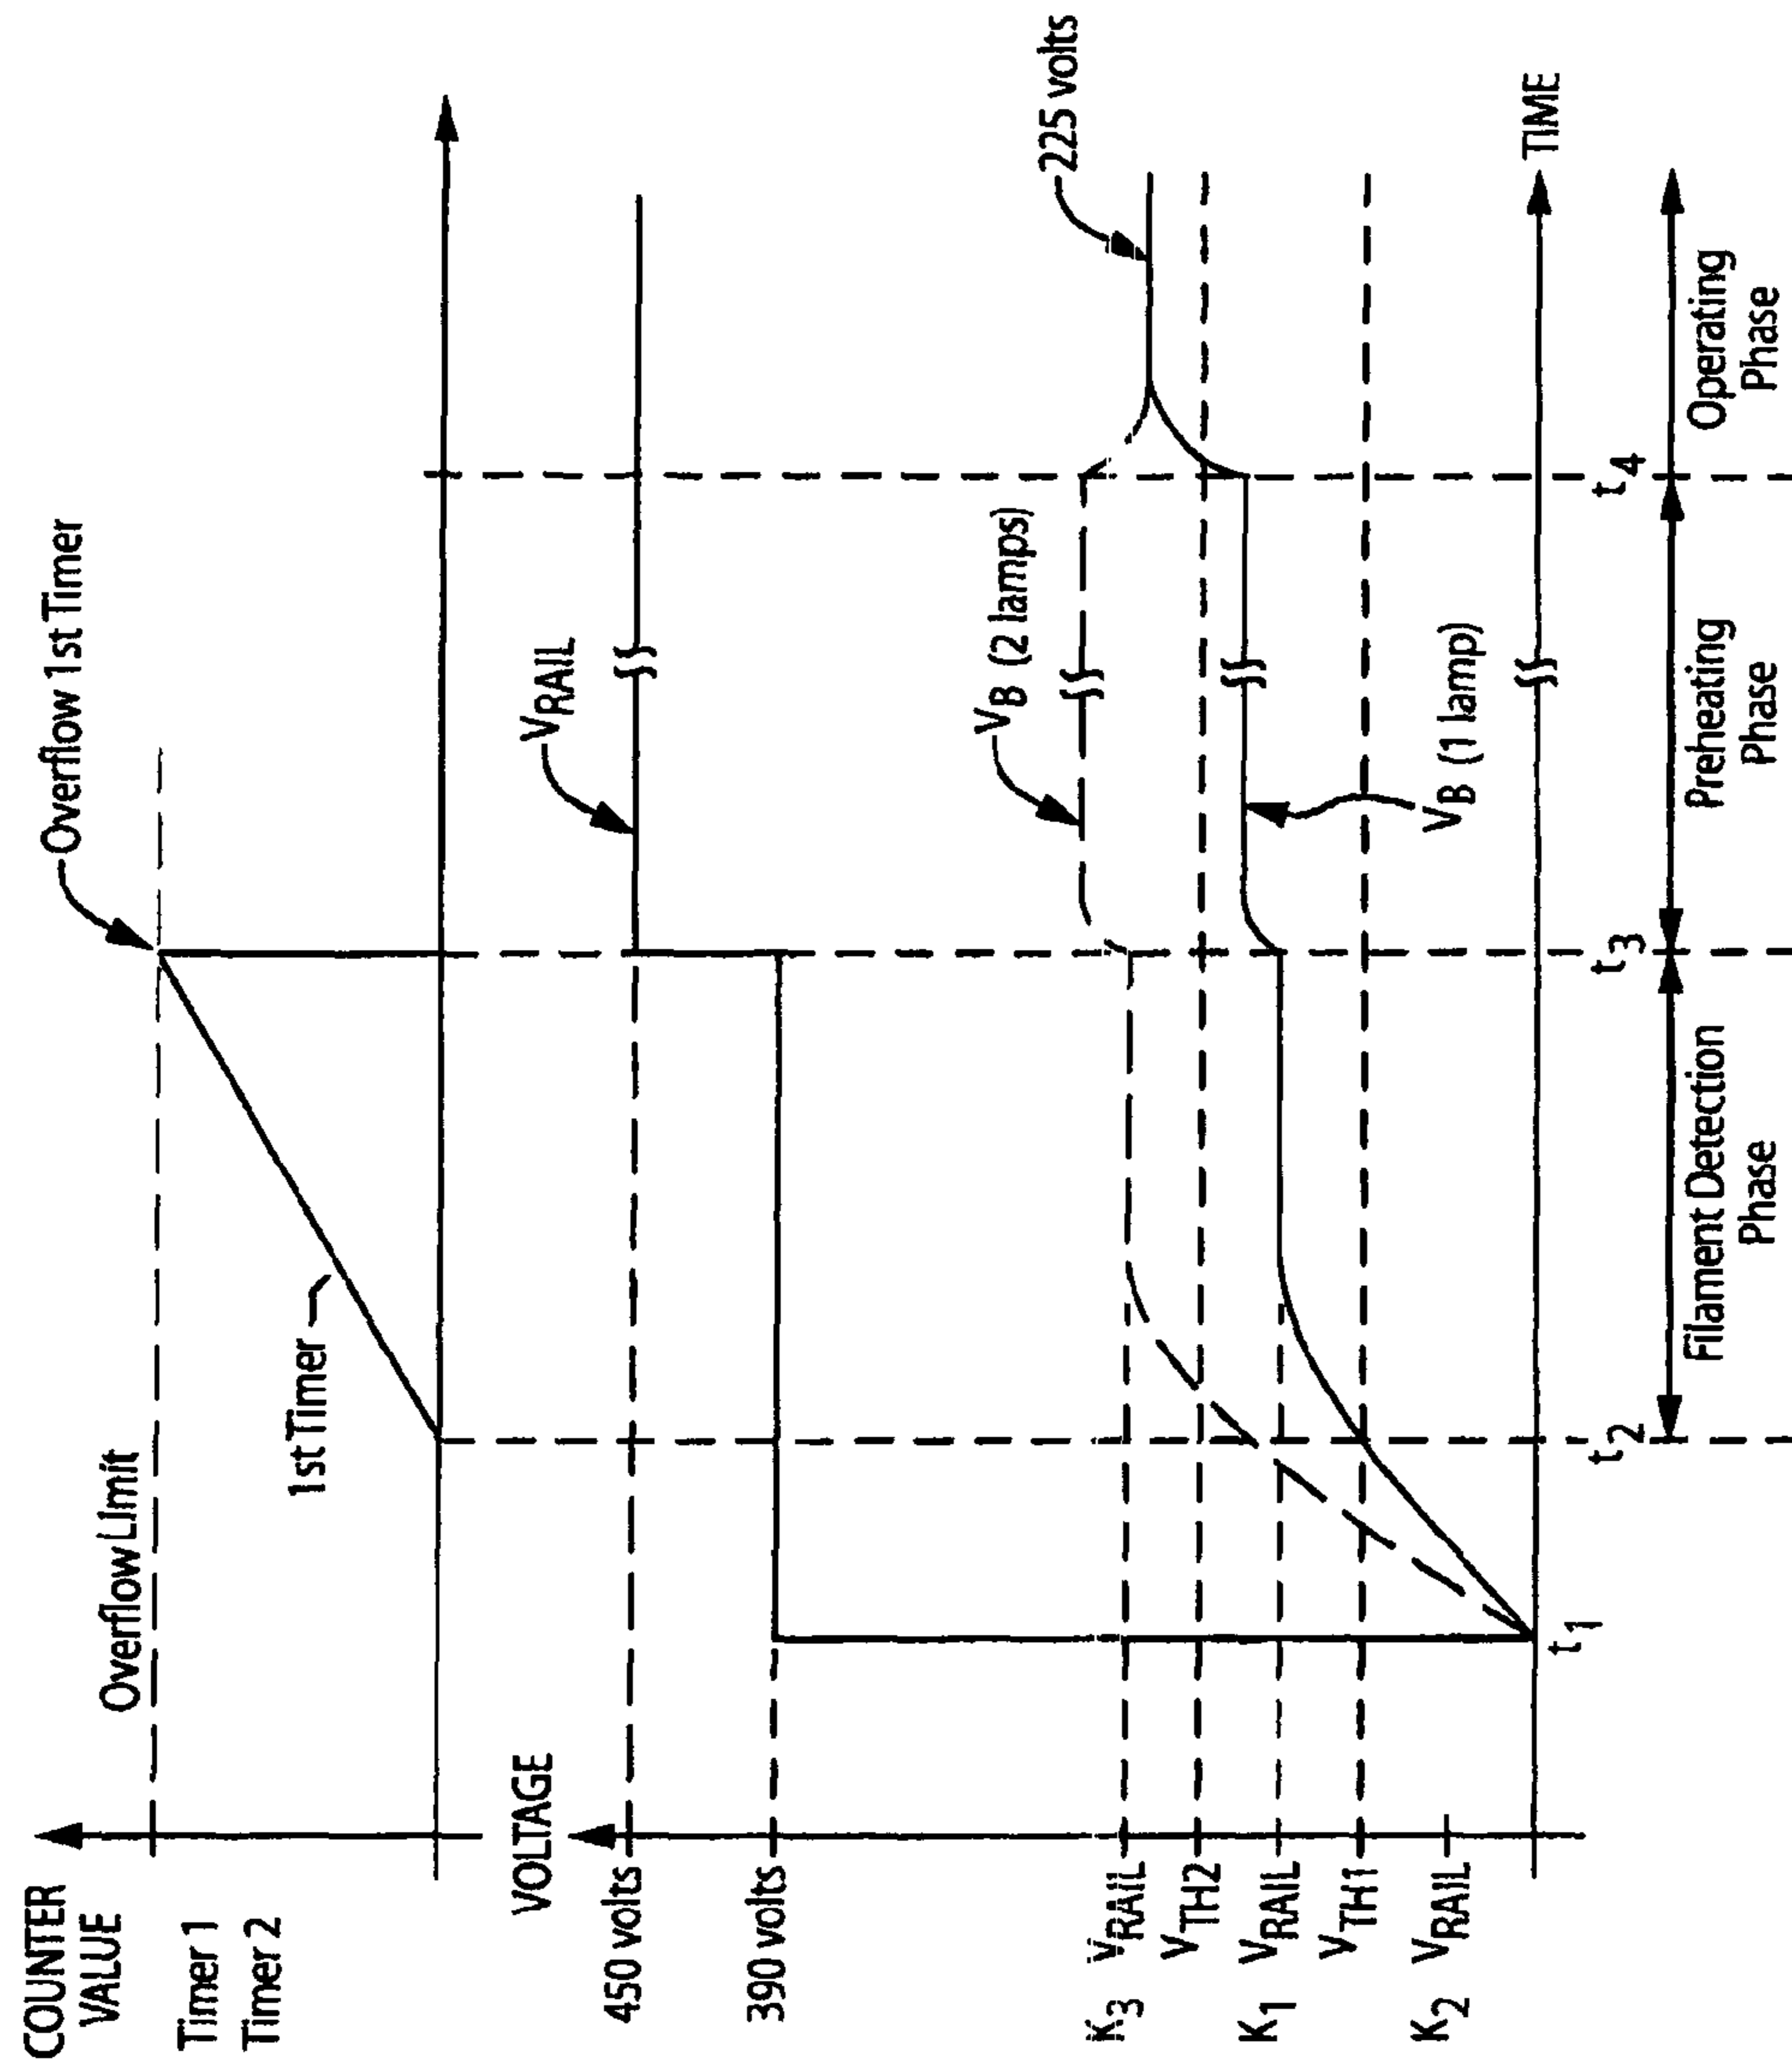 COUNTER
VALUE
Timer 1
Timer 2
Overflow Limit
1st Timer
Overflow 1st Timer
VOLTAGE
450 volts
390 volts
K3 VRAIL
VTH2
K1 VRAIL
VTH1
K2 VRAIL
VRAIL
VB (2 lamps)
VB (1 lamp)
225 volts
TIME
t1
t2
t3
t4
Filament Detection
Phase
Preheating
Phase
Operating
Phase